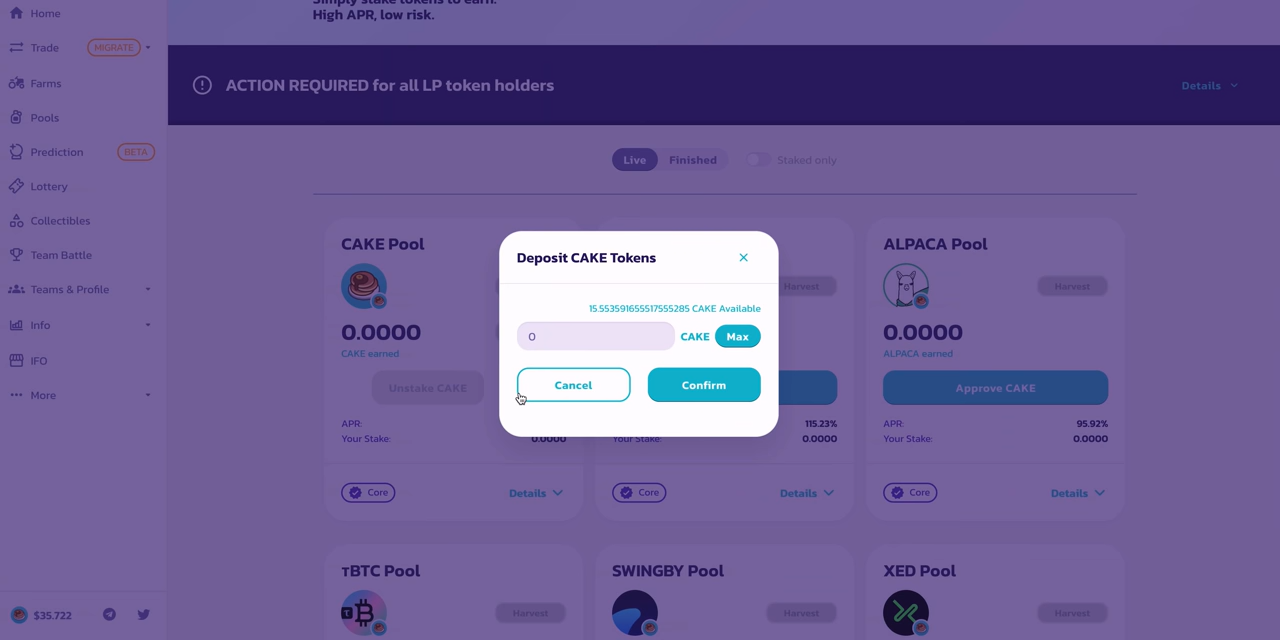 Simply stake tokens to earn.
High APR, low risk.
Home
Trade MIGRATE
Farms
Pools
Prediction BETA
Lottery
Collectibles
Team Battle
Teams & Profile
Info
IFO
More
$35.722
ACTION REQUIRED for all LP token holders
Details
Live Finished Staked only
Deposit CAKE Tokens
15.553591655517555285 CAKE Available
0 CAKE Max
Cancel Confirm
CAKE Pool
0.0000
CAKE earned
Unstake CAKE
APR:
Your Stake: 0.0000
Core Details
Harvest
APR: 115.23%
Your Stake: 0.0000
Core Details
ALPACA Pool
Harvest
0.0000
ALPACA earned
Approve CAKE
APR: 95.92%
Your Stake: 0.0000
Core Details
TBTC Pool
Harvest
SWINGBY Pool
Harvest
XED Pool
Harvest